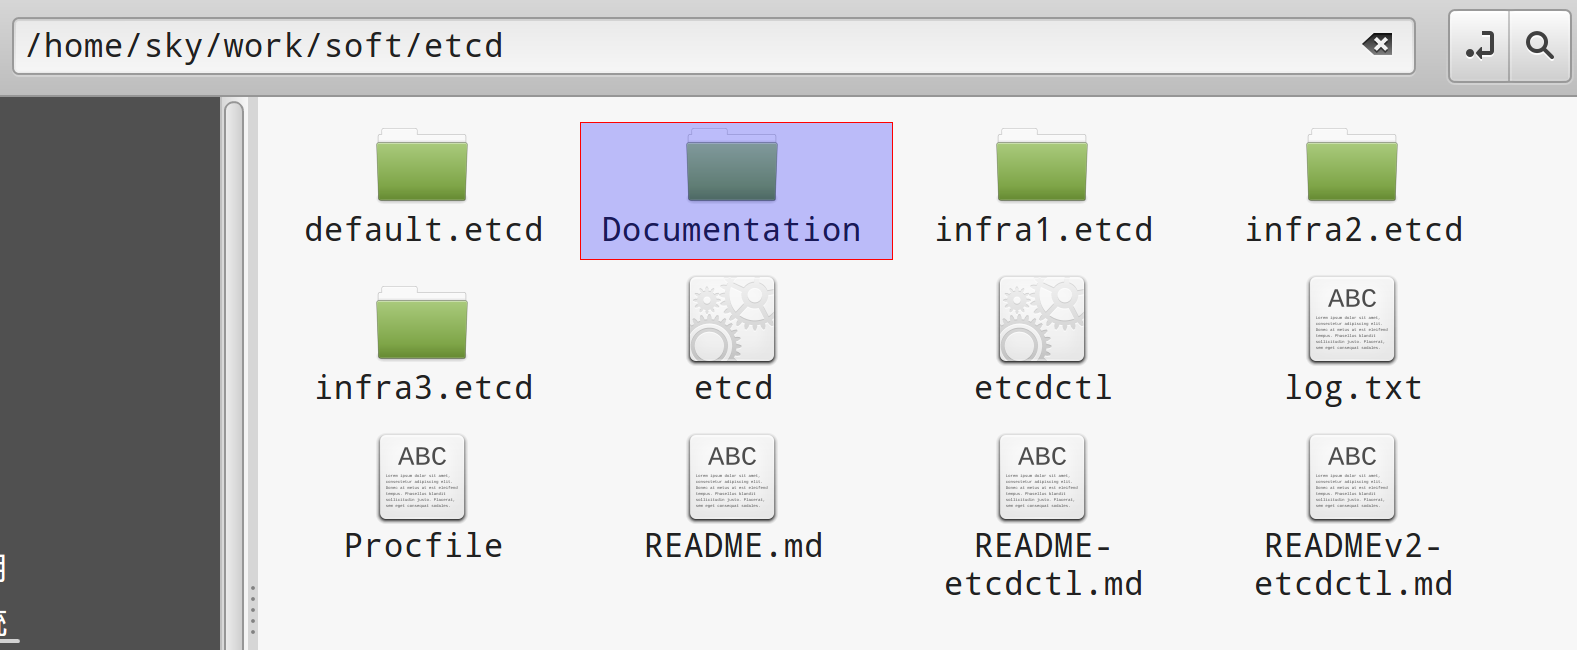 /home/sky/work/soft/etcd
default.etcd
Documentation
infra1.etcd
infra2.etcd
infra3.etcd
etcd
etcdctl
ABC
log.txt
ABC
Procfile
ABC
README.md
ABC
README-
etcdctl.md
ABC
READMEv2-
etcdctl.md